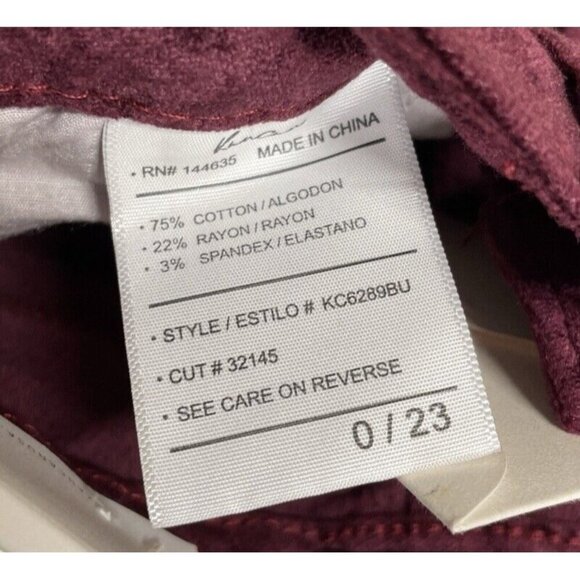 Kancan
• RN# 144635 MADE IN CHINA
• 75% COTTON / ALGODON
• 22% RAYON / RAYON
• 3% SPANDEX / ELASTANO
• STYLE / ESTILO # KC6289BU
• CUT # 32145
• SEE CARE ON REVERSE
0 / 23